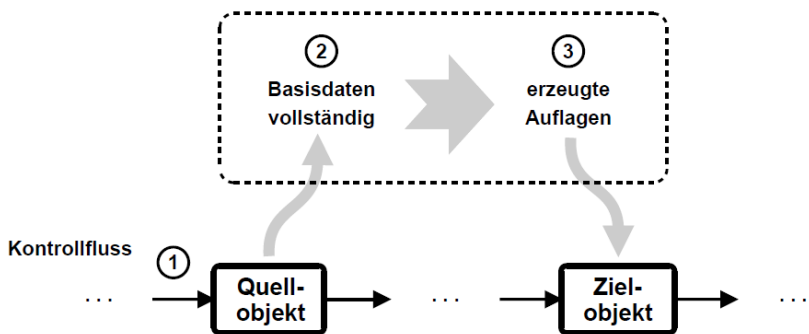 2
3
Basisdaten
vollständig
erzeugte
Auflagen
Kontrollfluss
1
...
Quell-
objekt
...
Ziel-
objekt
...